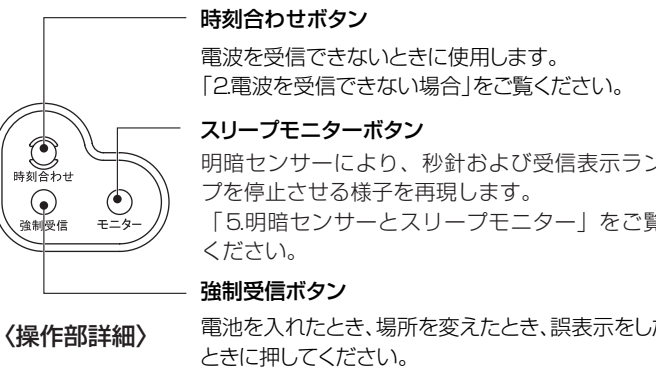 時刻合わせボタン
電波を受信できないときに使用します。
「2.電波を受信できない場合」をご覧ください。
スリープモニターボタン
明暗センサーにより、秒針および受信表示ラン
プを停止させる様子を再現します。
「5.明暗センサーとスリープモニター」をご覧
ください。
時刻合わせ
強制受信
モニター
強制受信ボタン
〈操作部詳細〉
電池を入れたとき、場所を変えたとき、誤表示をした
ときに押してください。